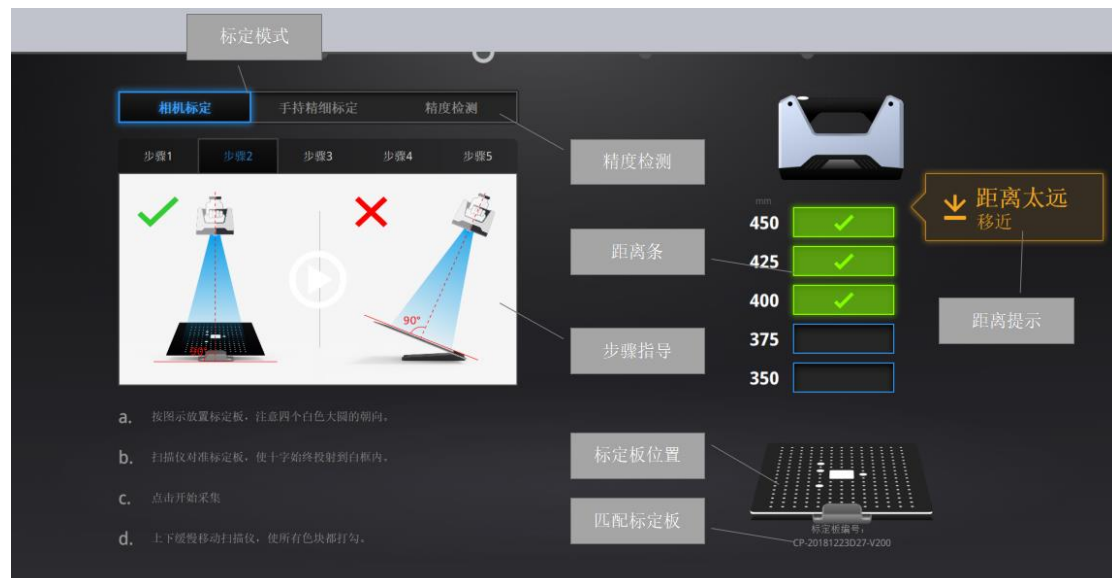 标定模式
相机标定
手持精细标定
精度检测
步骤1
步骤2
步骤3
步骤4
步骤5
90°
a. 按图示放置标定板，注意四个白色大圆的朝向。
b. 扫描仪对准标定板，使十字始终投射到白框内。
c. 点击开始采集
d. 上下缓慢移动扫描仪，使所有色块都打勾。
精度检测
距离条
步骤指导
标定板位置
匹配标定板
mm
450
425
400
375
350
距离太远
移近
距离提示
标定板编号：
CP-20181223D27-V200